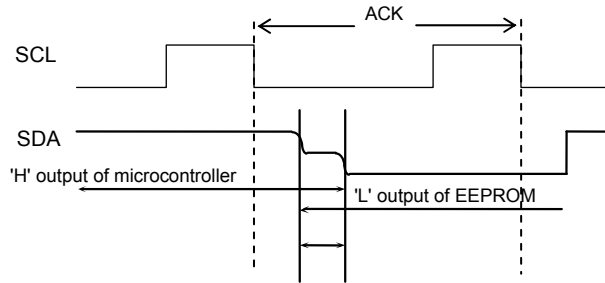 ACK
SCL
SDA
'H' output of microcontroller
'L' output of EEPROM